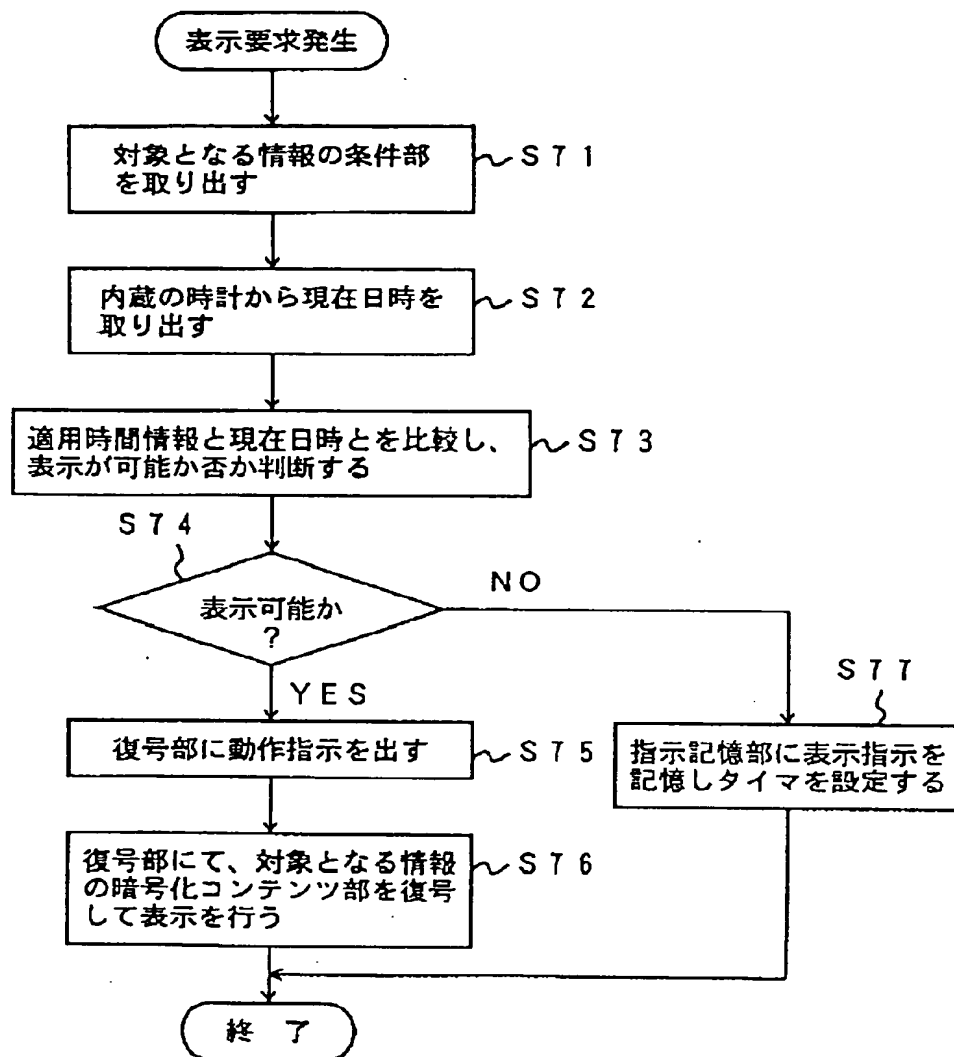 表示要求発生
対象となる情報の条件部
を取り出す
S71
内蔵の時計から現在日時を
取り出す
S72
適用時間情報と現在日時とを比較し、
表示が可能か否か判断する
S73
S74
表示可能か
?
NO
YES
S77
復号部に動作指示を出す
S75
指示記憶部に表示指示を
記憶しタイマを設定する
復号部にて、対象となる情報
の暗号化コンテンツ部を復号
して表示を行う
S76
終 了